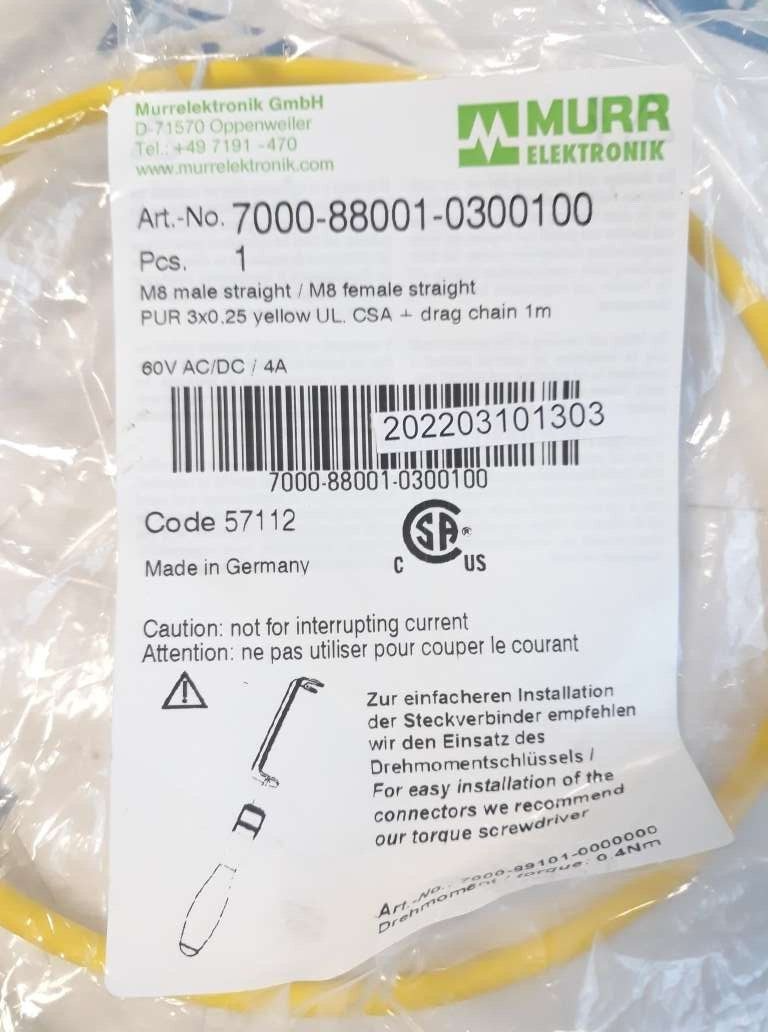 Murrelektronik GmbH
D-71570 Oppenweiler
Tel.: +49 7191 -470
www.murrelektronik.com
MURR
ELEKTRONIK
Art.-No. 7000-88001-0300100
Pcs. 1
M8 male straight / M8 female straight
PUR 3x0.25 yellow UL. CSA + drag chain 1m
60V AC/DC / 4A
202203101303
7000-88001-0300100
Code 57112
Made in Germany
C SA ® US
Caution: not for interrupting current
Attention: ne pas utiliser pour couper le courant
Zur einfacheren Installation
der Steckverbinder empfehlen
wir den Einsatz des
Drehmomentschlüssels /
For easy installation of the
connectors we recommend
our torque screwdriver
Art.-No.: 7000-99101-0000000
Drehmoment / torque: 0.4Nm